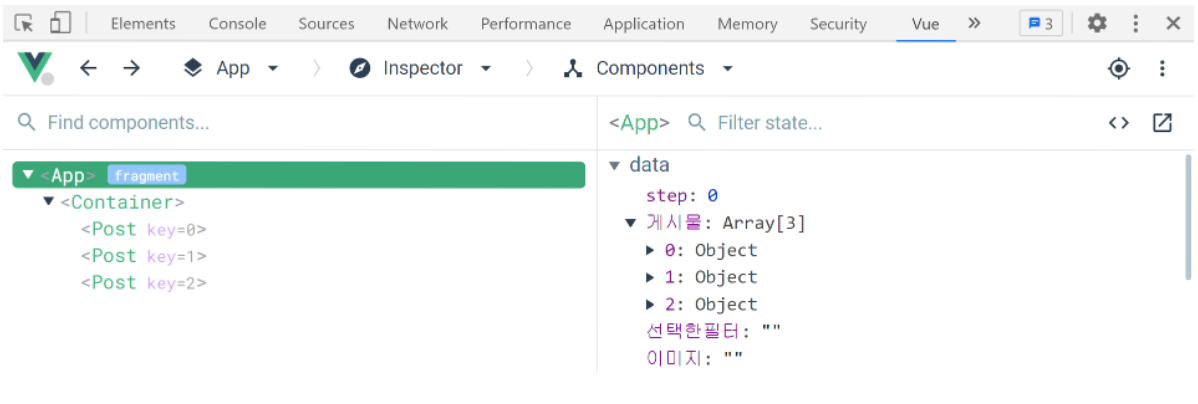 Elements Console Sources Network Performance Application Memory Security Vue » 3
App Inspector Components
Find components...
<App> fragment
<Container>
<Post key=0>
<Post key=1>
<Post key=2>
<App> Filter state...
data
step: 0
게시물: Array[3]
0: Object
1: Object
2: Object
선택한필터: ""
이미지: ""